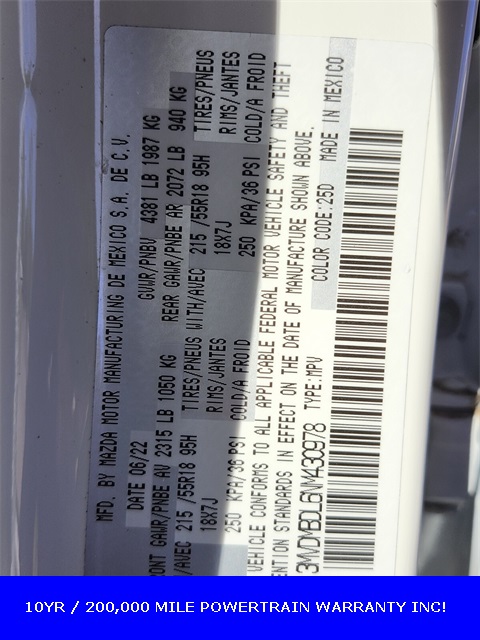 MFD. BY MAZDA MOTOR MANUFACTURING DE MEXICO S.A. DE C.V.
DATE 06/22 GVWR/PNBV 4381 LB 1987 KG
ONT GAWR/PNBE AV 2315 LB 1050 KG REAR GAWR/PNBE AR 2072 LB 940 KG
/AVEC 215 /55R18 95H TIRES/PNEUS WITH/AVEC 215 /55R18 95H TIRES/PNEUS
18X7J RIMS/JANTES 18X7J RIMS/JANTES
250 KPA/36 PSI COLD/A FROID 250 KPA/36 PSI COLD/A FROID
VEHICLE CONFORMS TO ALL APPLICABLE FEDERAL MOTOR VEHICLE SAFETY AND THEFT
ENTION STANDARDS IN EFFECT ON THE DATE OF MANUFACTURE SHOWN ABOVE.
3MVDMBDL6NM430978 TYPE:MPV COLOR CODE:25D MADE IN MEXICO
10YR / 200,000 MILE POWERTRAIN WARRANTY INC!